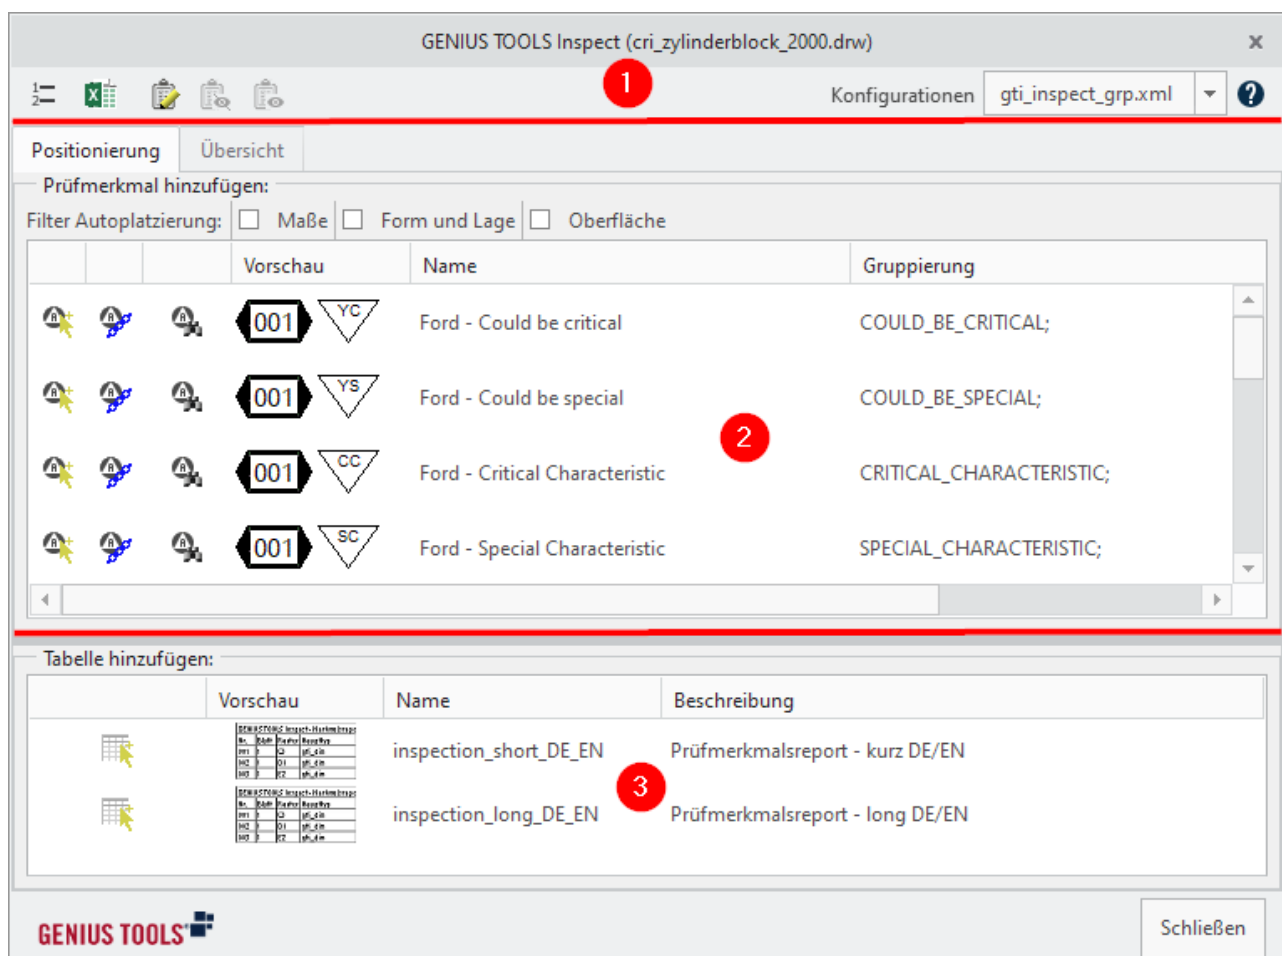 GENIUS TOOLS Inspect (cri_zylinderblock_2000.drw)
x
1
1
2
Konfigurationen gti_inspect_grp.xml ?
Positionierung Übersicht
Prüfmerkmal hinzufügen:
Filter Autoplatzierung: Maße Form und Lage Oberfläche
Vorschau Name Gruppierung
001 YC Ford - Could be critical COULD_BE_CRITICAL;
001 YS Ford - Could be special COULD_BE_SPECIAL;
2
001 CC Ford - Critical Characteristic CRITICAL_CHARACTERISTIC;
001 SC Ford - Special Characteristic SPECIAL_CHARACTERISTIC;
Tabelle hinzufügen:
Vorschau Name Beschreibung
inspection_short_DE_EN Prüfmerkmalsreport - kurz DE/EN
3
inspection_long_DE_EN Prüfmerkmalsreport - long DE/EN
GENIUS TOOLS
Schließen